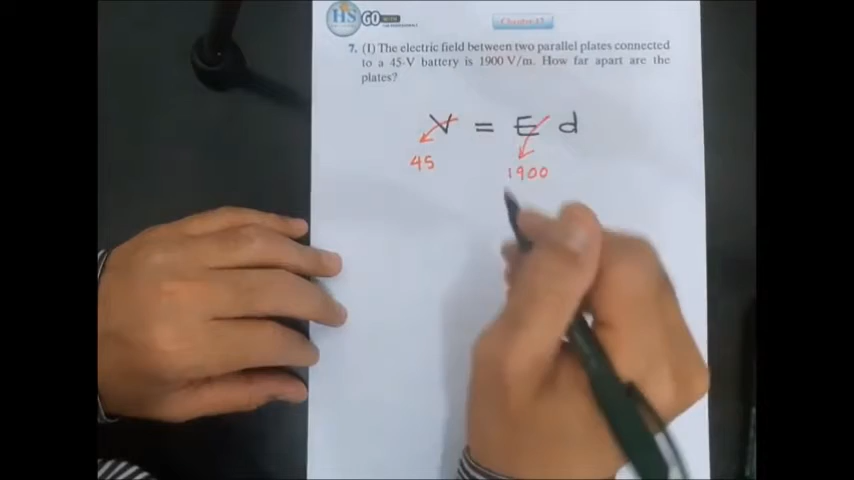 HS GO
Chapter 15
7. (I) The electric field between two parallel plates connected
to a 45-V battery is 1900 V/m. How far apart are the
plates?
V = E d
45 1900